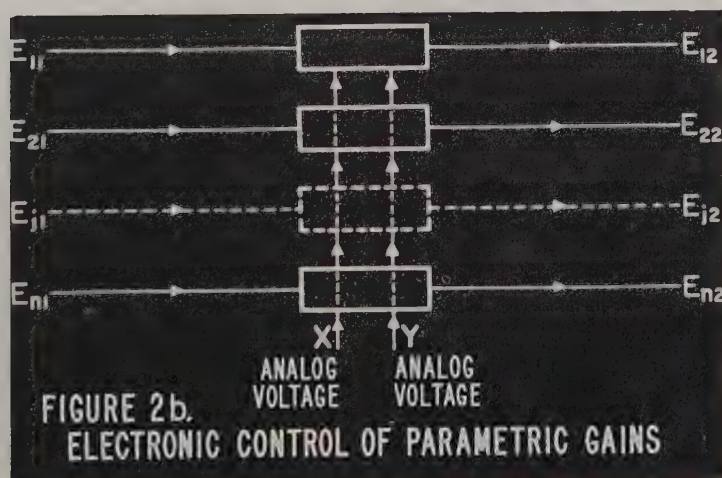 E11 E12
E21 E22
Ej1 Ej2
En1 En2
X Y
ANALOG VOLTAGE ANALOG VOLTAGE
FIGURE 2b.
ELECTRONIC CONTROL OF PARAMETRIC GAINS